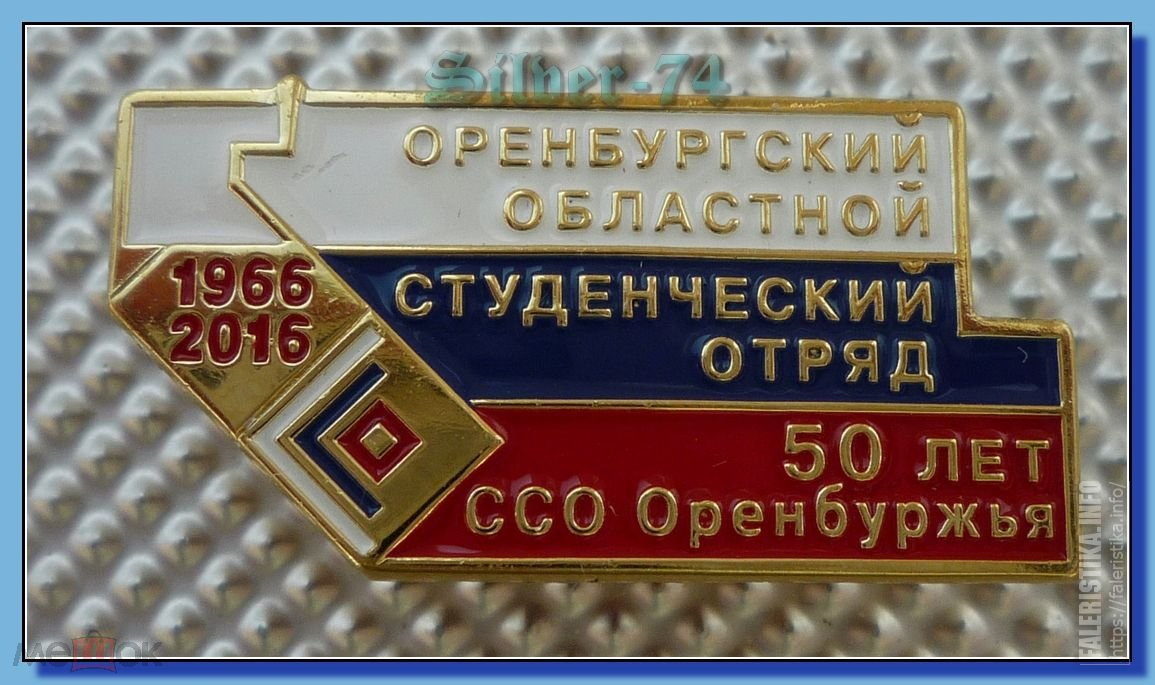 Silver-74
ОРЕНБУРГСКИЙ
ОБЛАСТНОЙ
1966
2016
СТУДЕНЧЕСКИЙ
ОТРЯД
50 ЛЕТ
ССО Оренбуржья
FALERISTIKA.INFO
https://faleristika.info/
МЕШОК